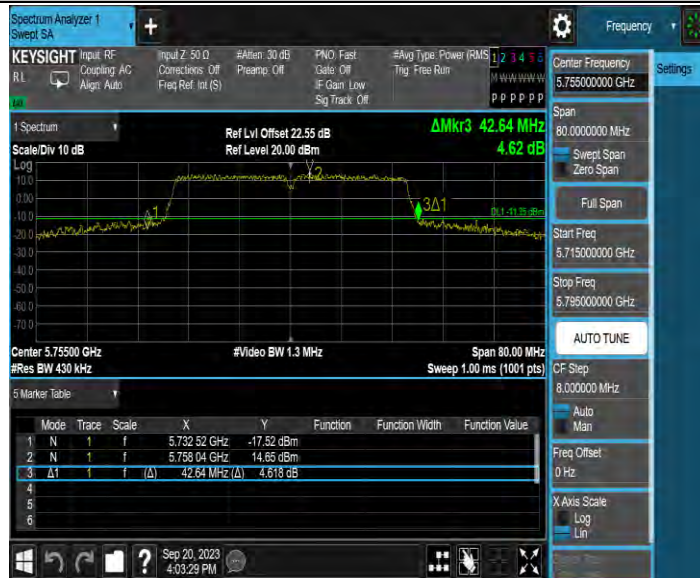 Spectrum Analyzer 1
Swept SA
+
Frequency
KEYSIGHT
Input: RF
Coupling: AC
Align: Auto
RL
Input Z: 50 Ω
Corrections: Off
Freq Ref: Int (S)
#Atten: 30 dB
Preamp: Off
PNO: Fast
Gate: Off
IF Gain: Low
Sig Track: Off
#Avg Type: Power (RMS
Trig: Free Run
1 2 3 4 5 6
M W W W W W
P P P P P P
1 Spectrum
Scale/Div 10 dB
Ref Lvl Offset 22.55 dB
Ref Level 20.00 dBm
ΔMkr3 42.64 MHz
4.62 dB
Log
10.0
0.00
-10.0
-20.0
-30.0
-40.0
-50.0
-60.0
-70.0
1
2
3Δ1
Center 5.75500 GHz
#Video BW 1.3 MHz
Span 80.00 MHz
#Res BW 430 kHz
Sweep 1.00 ms (1001 pts)
5 Marker Table
Mode Trace Scale X Y Function Function Width Function Value
1 N 1 f 5.732 52 GHz -17.52 dBm
2 N 1 f 5.758 04 GHz 14.65 dBm
3 Δ1 1 f (Δ) 42.64 MHz (Δ) 4.618 dB
4
5
6
Sep 20, 2023
4:03:29 PM
Center Frequency
5.755000000 GHz
Span
80.0000000 MHz
Swept Span
Zero Span
Full Span
Start Freq
5.715000000 GHz
Stop Freq
5.795000000 GHz
AUTO TUNE
CF Step
8.000000 MHz
Auto
Man
Freq Offset
0 Hz
X Axis Scale
Log
Lin
Settings